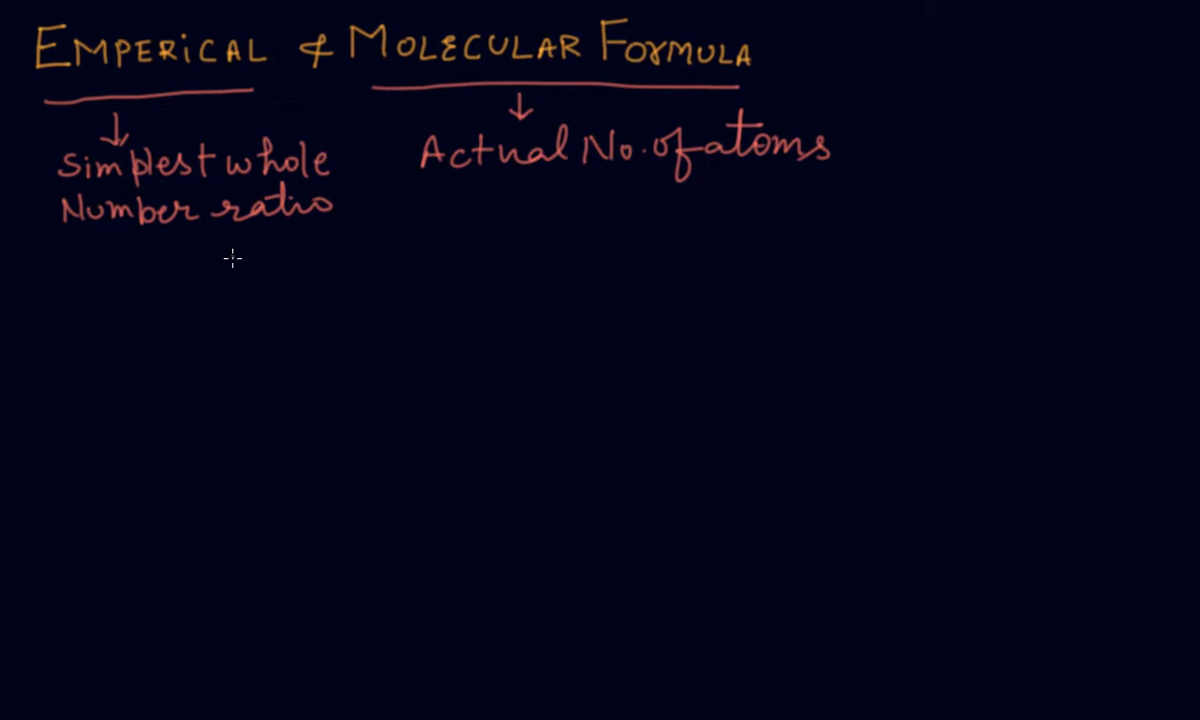 EMPERICAL & MOLECULAR FORMULA
↓ ↓
Simplest whole Actual No. of atoms
Number ratio